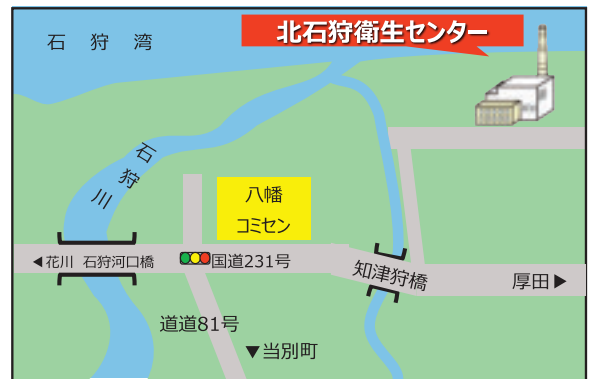 北石狩衛生センター
石狩湾
石狩川
八幡
コミセン
◀花川 石狩河口橋
国道231号
知津狩橋
厚田▶
道道81号
▼当別町